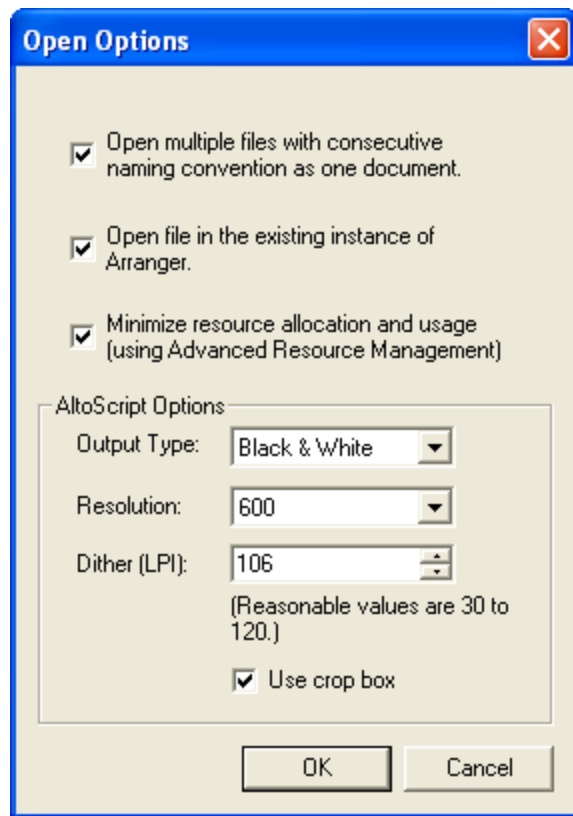 Open Options
Open multiple files with consecutive
naming convention as one document.
Open file in the existing instance of
Arranger.
Minimize resource allocation and usage
(using Advanced Resource Management)
AltoScript Options
Output Type: Black & White
Resolution: 600
Dither (LPI): 106
(Reasonable values are 30 to
120.)
Use crop box
OK Cancel